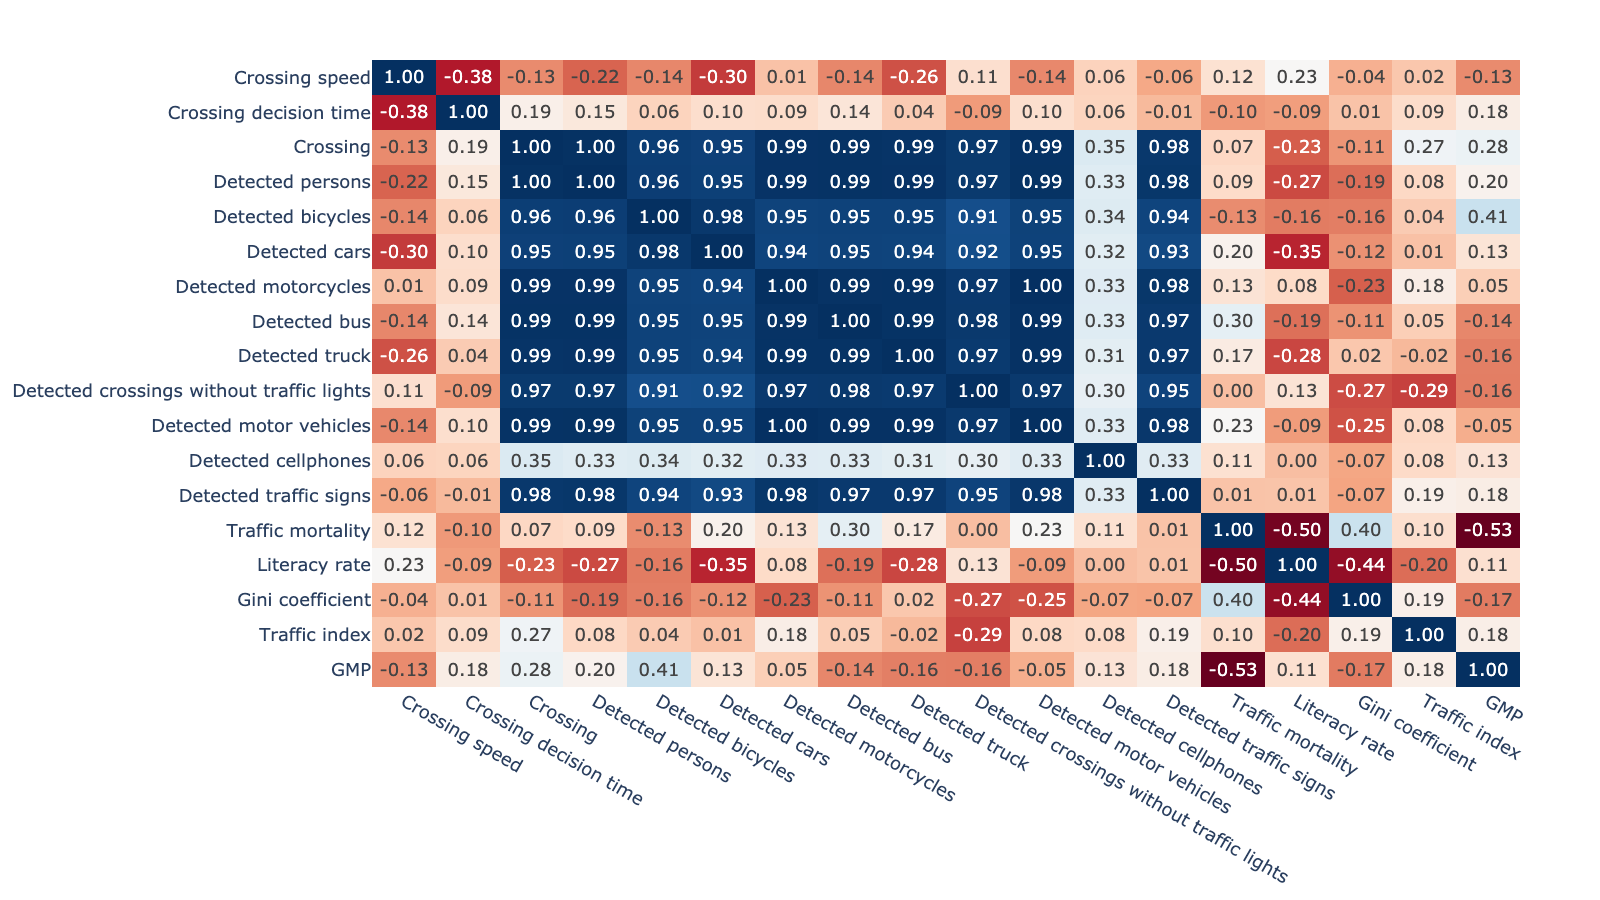 Crossing speed 1.00 -0.38 -0.13 -0.22 -0.14 -0.30 0.01 -0.14 -0.26 0.11 -0.14 0.06 -0.06 0.12 0.23 -0.04 0.02 -0.13
Crossing decision time -0.38 1.00 0.19 0.15 0.06 0.10 0.09 0.14 0.04 -0.09 0.10 0.06 -0.01 -0.10 -0.09 0.01 0.09 0.18
Crossing -0.13 0.19 1.00 1.00 0.96 0.95 0.99 0.99 0.99 0.97 0.99 0.35 0.98 0.07 -0.23 -0.11 0.27 0.28
Detected persons -0.22 0.15 1.00 1.00 0.96 0.95 0.99 0.99 0.99 0.97 0.99 0.33 0.98 0.09 -0.27 -0.19 0.08 0.20
Detected bicycles -0.14 0.06 0.96 0.96 1.00 0.98 0.95 0.95 0.95 0.91 0.95 0.34 0.94 -0.13 -0.16 -0.16 0.04 0.41
Detected cars -0.30 0.10 0.95 0.95 0.98 1.00 0.94 0.95 0.94 0.92 0.95 0.32 0.93 0.20 -0.35 -0.12 0.01 0.13
Detected motorcycles 0.01 0.09 0.99 0.99 0.95 0.94 1.00 0.99 0.99 0.97 1.00 0.33 0.98 0.13 0.08 -0.23 0.18 0.05
Detected bus -0.14 0.14 0.99 0.99 0.95 0.95 0.99 1.00 0.99 0.98 0.99 0.33 0.97 0.30 -0.19 -0.11 0.05 -0.14
Detected truck -0.26 0.04 0.99 0.99 0.95 0.94 0.99 0.99 1.00 0.97 0.99 0.31 0.97 0.17 -0.28 0.02 -0.02 -0.16
Detected crossings without traffic lights 0.11 -0.09 0.97 0.97 0.91 0.92 0.97 0.98 0.97 1.00 0.97 0.30 0.95 0.00 0.13 -0.27 -0.29 -0.16
Detected motor vehicles -0.14 0.10 0.99 0.99 0.95 0.95 1.00 0.99 0.99 0.97 1.00 0.33 0.98 0.23 -0.09 -0.25 0.08 -0.05
Detected cellphones 0.06 0.06 0.35 0.33 0.34 0.32 0.33 0.33 0.31 0.30 0.33 1.00 0.33 0.11 0.00 -0.07 0.08 0.13
Detected traffic signs -0.06 -0.01 0.98 0.98 0.94 0.93 0.98 0.97 0.97 0.95 0.98 0.33 1.00 0.01 0.01 -0.07 0.19 0.18
Traffic mortality 0.12 -0.10 0.07 0.09 -0.13 0.20 0.13 0.30 0.17 0.00 0.23 0.11 0.01 1.00 -0.50 0.40 0.10 -0.53
Literacy rate 0.23 -0.09 -0.23 -0.27 -0.16 -0.35 0.08 -0.19 -0.28 0.13 -0.09 0.00 0.01 -0.50 1.00 -0.44 -0.20 0.11
Gini coefficient -0.04 0.01 -0.11 -0.19 -0.16 -0.12 -0.23 -0.11 0.02 -0.27 -0.25 -0.07 -0.07 0.40 -0.44 1.00 0.19 -0.17
Traffic index 0.02 0.09 0.27 0.08 0.04 0.01 0.18 0.05 -0.02 -0.29 0.08 0.08 0.19 0.10 -0.20 0.19 1.00 0.18
GMP -0.13 0.18 0.28 0.20 0.41 0.13 0.05 -0.14 -0.16 -0.16 -0.05 0.13 0.18 -0.53 0.11 -0.17 0.18 1.00
Crossing speed
Crossing decision time
Crossing
Detected persons
Detected bicycles
Detected cars
Detected motorcycles
Detected bus
Detected truck
Detected crossings without traffic lights
Detected motor vehicles
Detected cellphones
Detected traffic signs
Traffic mortality
Literacy rate
Gini coefficient
Traffic index
GMP